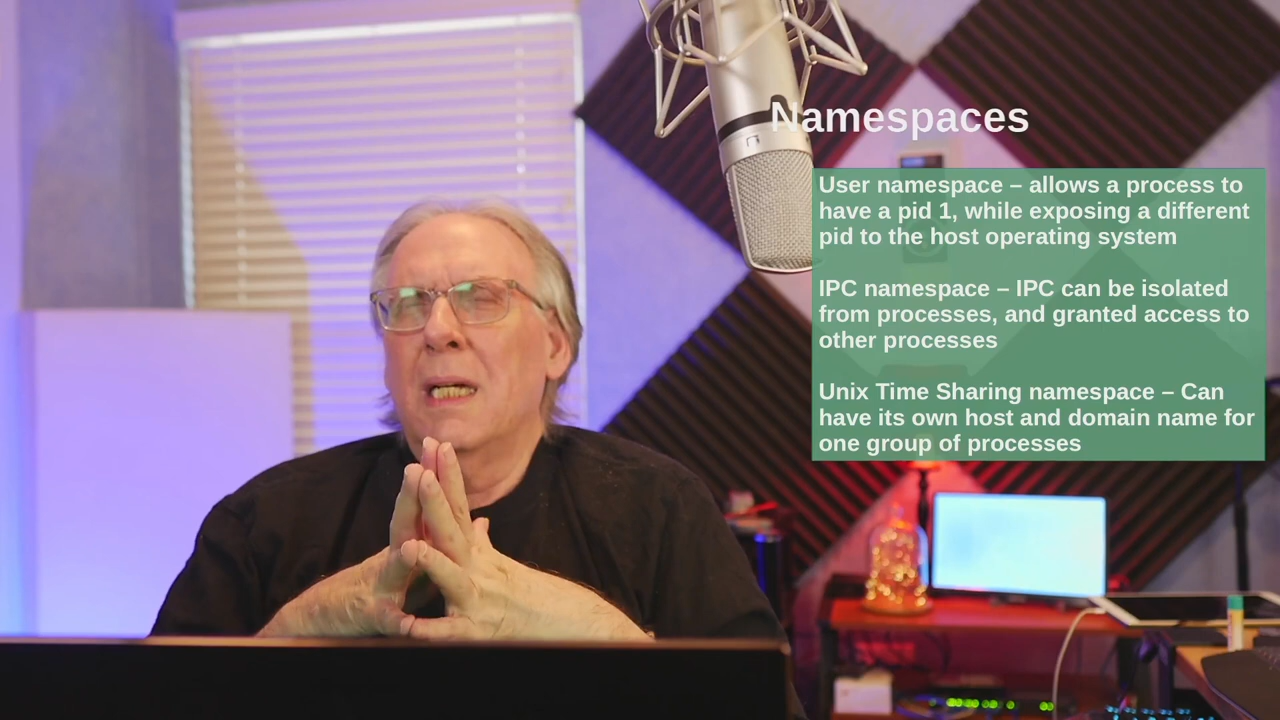 Namespaces
User namespace – allows a process to
have a pid 1, while exposing a different
pid to the host operating system
IPC namespace – IPC can be isolated
from processes, and granted access to
other processes
Unix Time Sharing namespace – Can
have its own host and domain name for
one group of processes